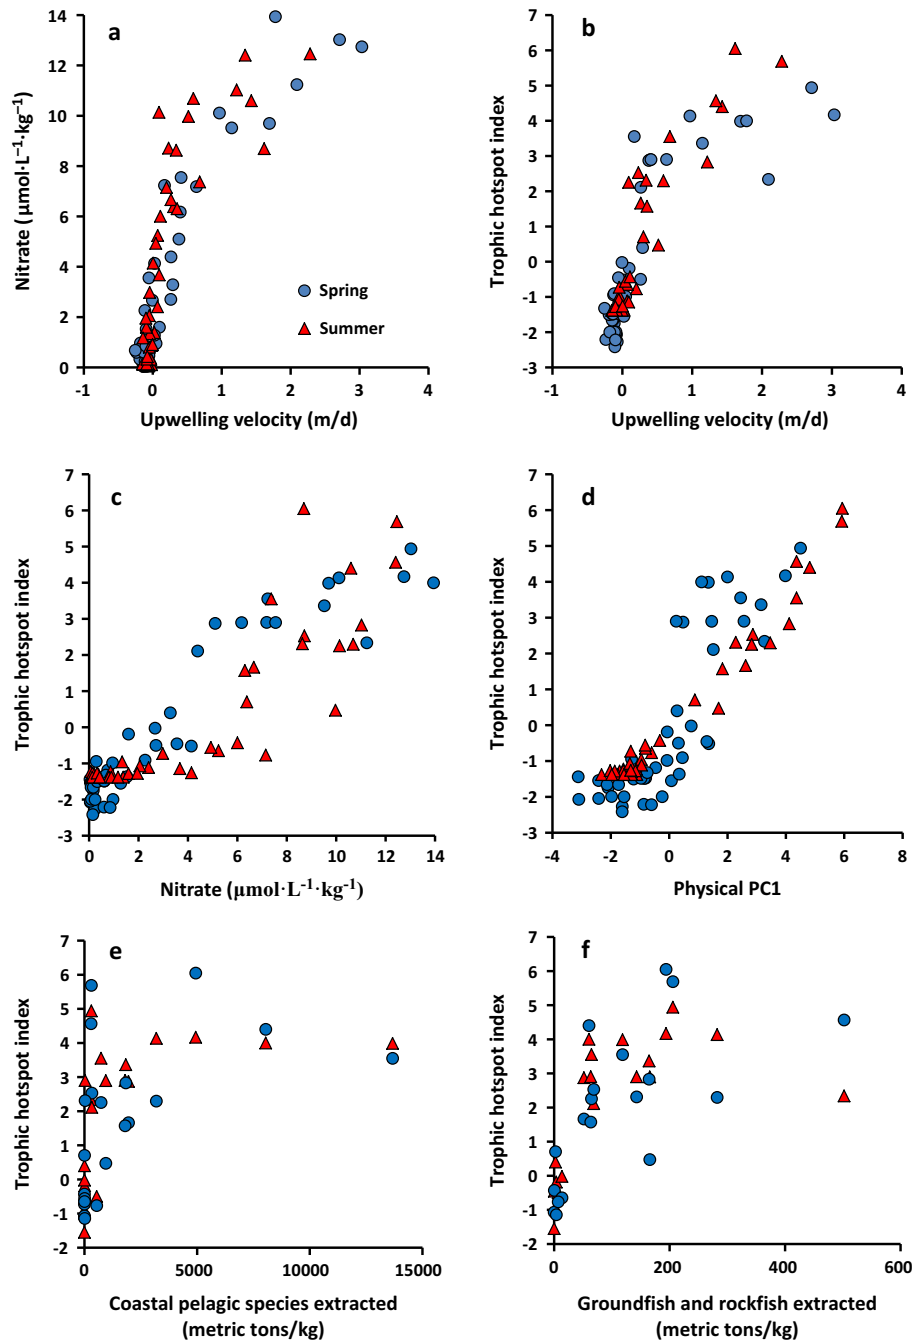 a
14
12
10
8
6
4
2
0
-1 0 1 2 3 4
Nitrate (µmol·L⁻¹·kg⁻¹)
Upwelling velocity (m/d)
Spring
Summer
b
7
6
5
4
3
2
1
0
-1
-2
-3
-1 0 1 2 3 4
Trophic hotspot index
Upwelling velocity (m/d)
c
7
6
5
4
3
2
1
0
-1
-2
-3
0 2 4 6 8 10 12 14
Trophic hotspot index
Nitrate (µmol·L⁻¹·kg⁻¹)
d
7
6
5
4
3
2
1
0
-1
-2
-3
-4 -2 0 2 4 6 8
Trophic hotspot index
Physical PC1
e
7
6
5
4
3
2
1
0
-1
-2
0 5000 10000 15000
Trophic hotspot index
Coastal pelagic species extracted
(metric tons/kg)
f
7
6
5
4
3
2
1
0
-1
-2
0 200 400 600
Trophic hotspot index
Groundfish and rockfish extracted
(metric tons/kg)